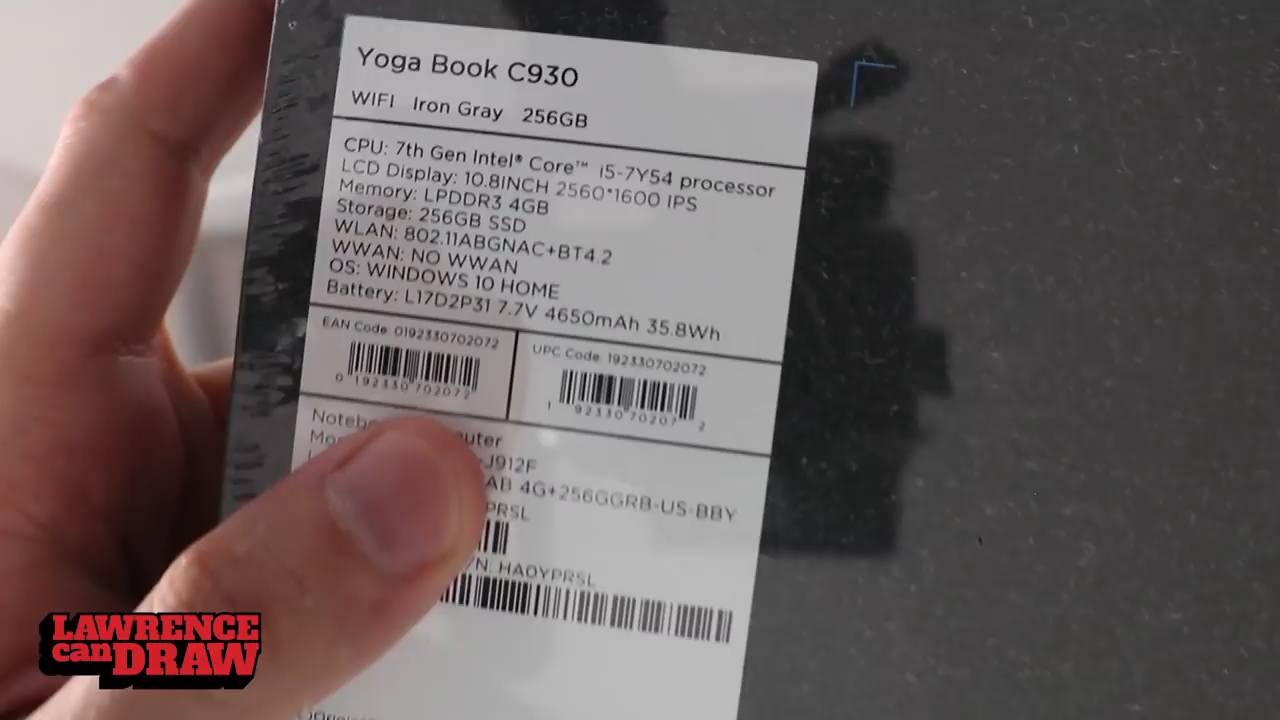 Yoga Book C930
WIFI Iron Gray 256GB
CPU: 7th Gen Intel® Core™ i5-7Y54 processor
LCD Display: 10.8INCH 2560*1600 IPS
Memory: LPDDR3 4GB
Storage: 256GB SSD
WLAN: 802.11ABGNAC+BT4.2
WWAN: NO WWAN
OS: WINDOWS 10 HOME
Battery: L17D2P31 7.7V 4650mAh 35.8Wh
EAN Code: 0192330702072
0 192330 702072
UPC Code 192330702072
1 92330 70207 2
J912F
4G+256GGRB-US-BBY
PRSL
HA0YPRSL
LAWRENCE
can DRAW